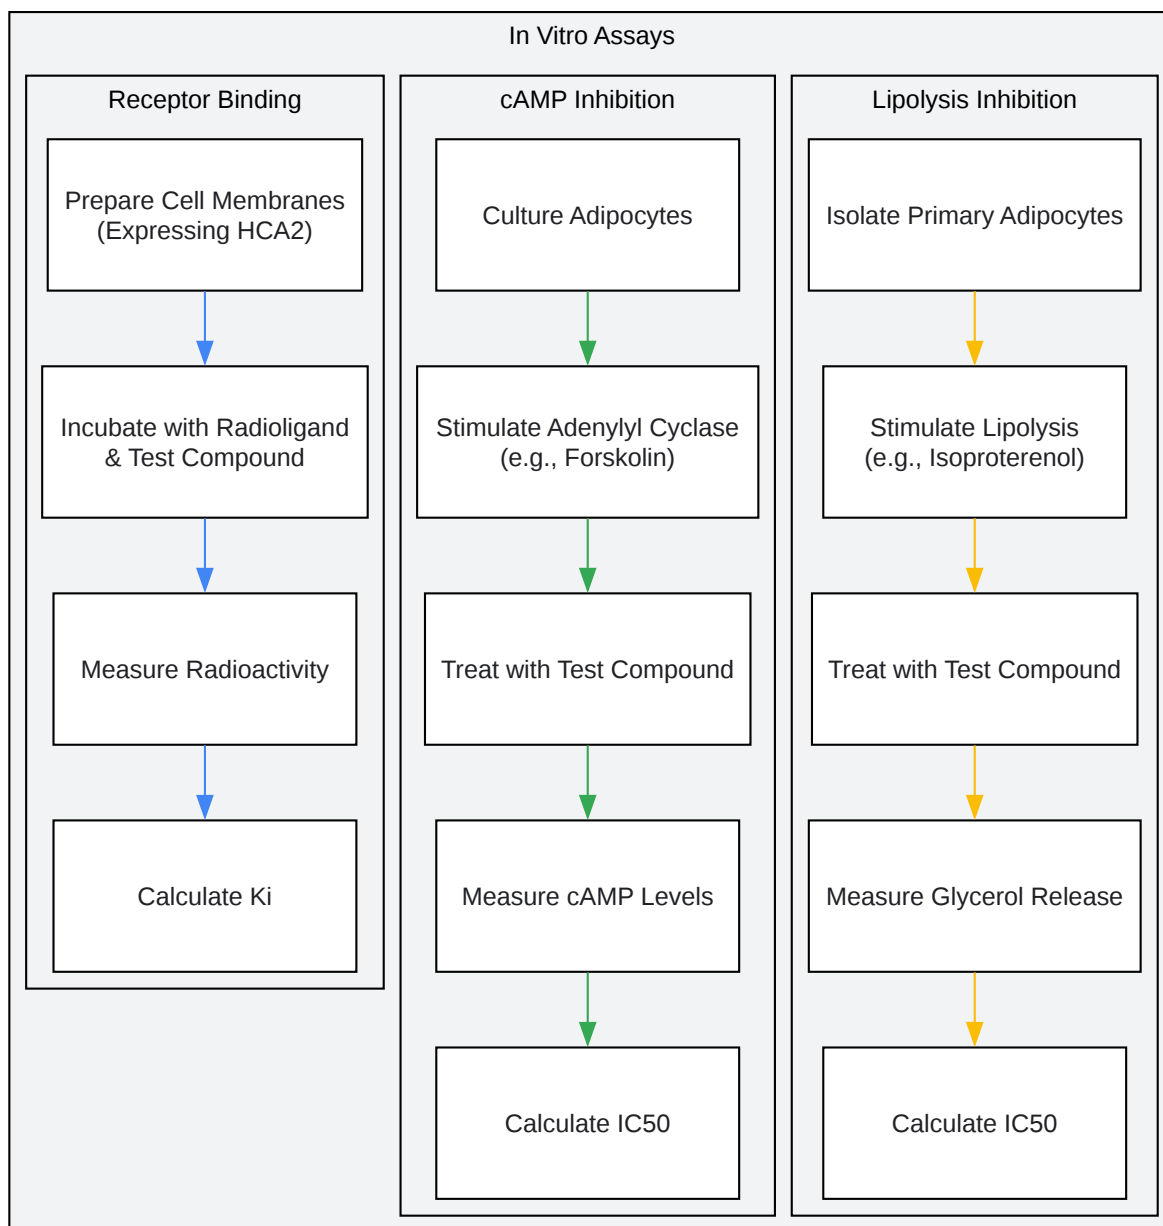 In Vitro Assays
Receptor Binding
Prepare Cell Membranes
(Expressing HCA2)
Incubate with Radioligand
& Test Compound
Measure Radioactivity
Calculate Ki
cAMP Inhibition
Culture Adipocytes
Stimulate Adenylyl Cyclase
(e.g., Forskolin)
Treat with Test Compound
Measure cAMP Levels
Calculate IC50
Lipolysis Inhibition
Isolate Primary Adipocytes
Stimulate Lipolysis
(e.g., Isoproterenol)
Treat with Test Compound
Measure Glycerol Release
Calculate IC50